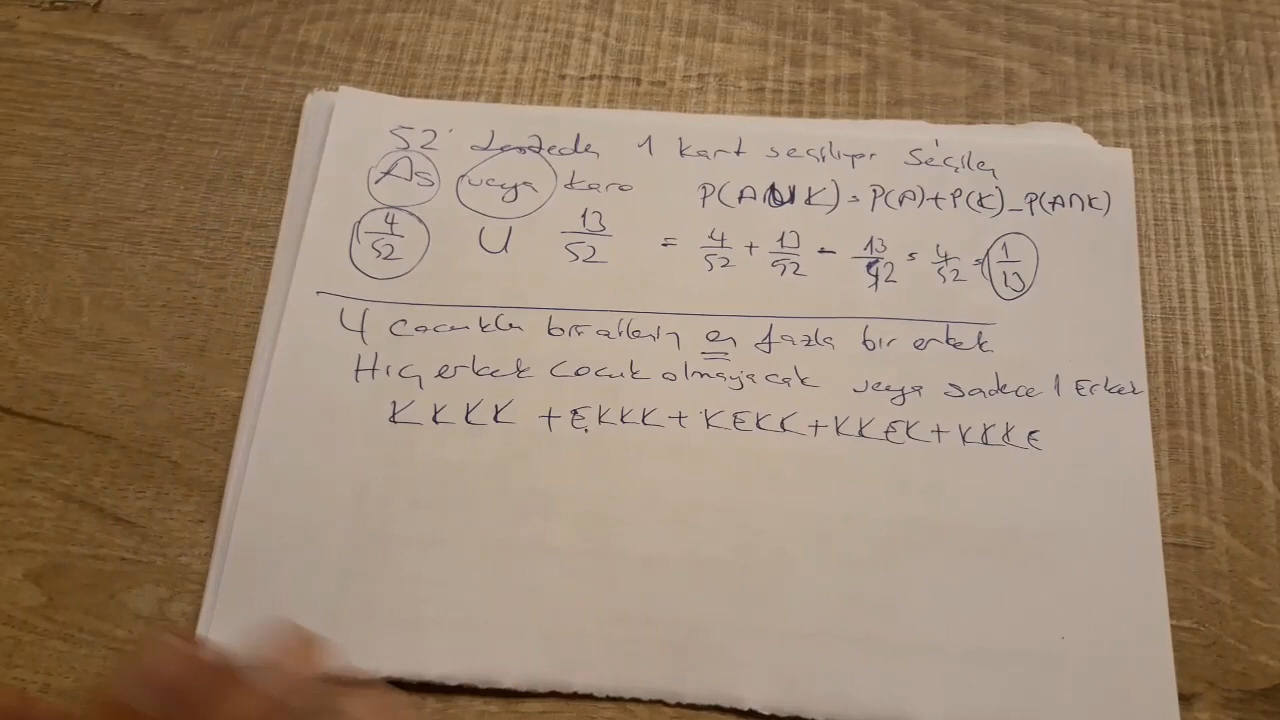 52' 1 kart seçiliyor Seçilen
As veya karo P(A∪K) = P(A)+P(K)-P(A∩K)
4/52 U 13/52 = 4/52 + 13/52 - 13/52 = 4/52 = 1/13
4 çocuklu bir ailenin en fazla bir erkek
Hiç erkek çocuk olmayacak veya sadece 1 Erkek
KKKK + EKKK + KEKK + KKEK + KKKE